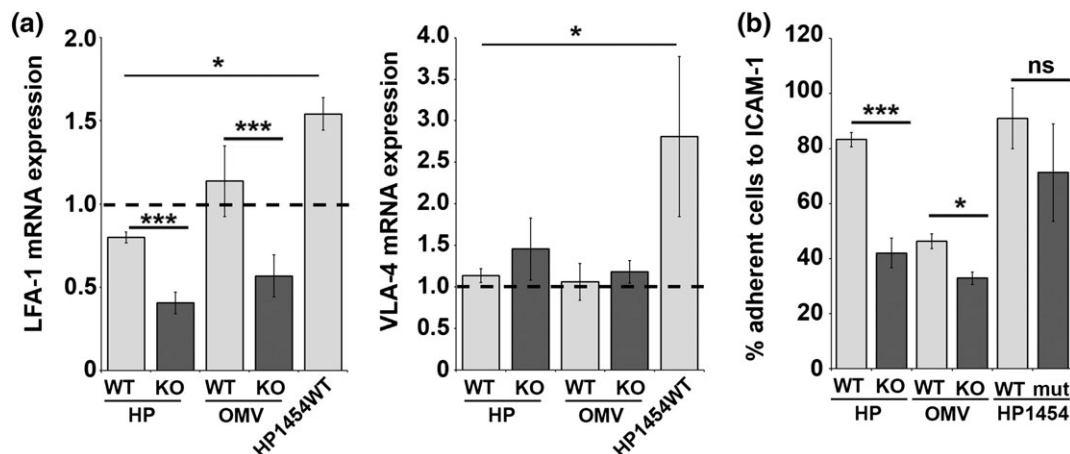 (a)
LFA-1 mRNA expression
2.0
1.5
1.0
0.5
0
*
***
***
WT KO WT KO HP1454WT
HP OMV
VLA-4 mRNA expression
4.0
3.5
3.0
2.5
2.0
1.5
1.0
1.0
0
*
WT KO WT KO HP1454WT
HP OMV
(b)
% adherent cells to ICAM-1
120
100
80
60
40
20
0
***
*
ns
WT KO WT KO WT mut
HP OMV HP1454